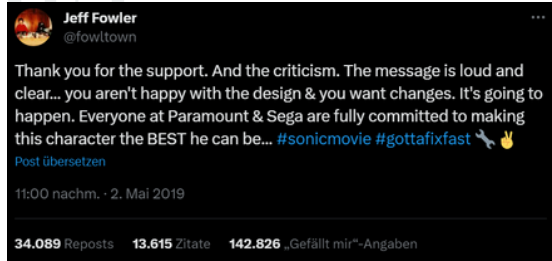 Jeff Fowler
@fowltown
Thank you for the support. And the criticism. The message is loud and
clear... you aren't happy with the design & you want changes. It's going to
happen. Everyone at Paramount & Sega are fully committed to making
this character the BEST he can be... #sonicmovie #gottafixfast 🔧✌️
Post übersetzen
11:00 nachm. · 2. Mai 2019
34.089 Reposts 13.615 Zitate 142.826 „Gefällt mir“-Angaben